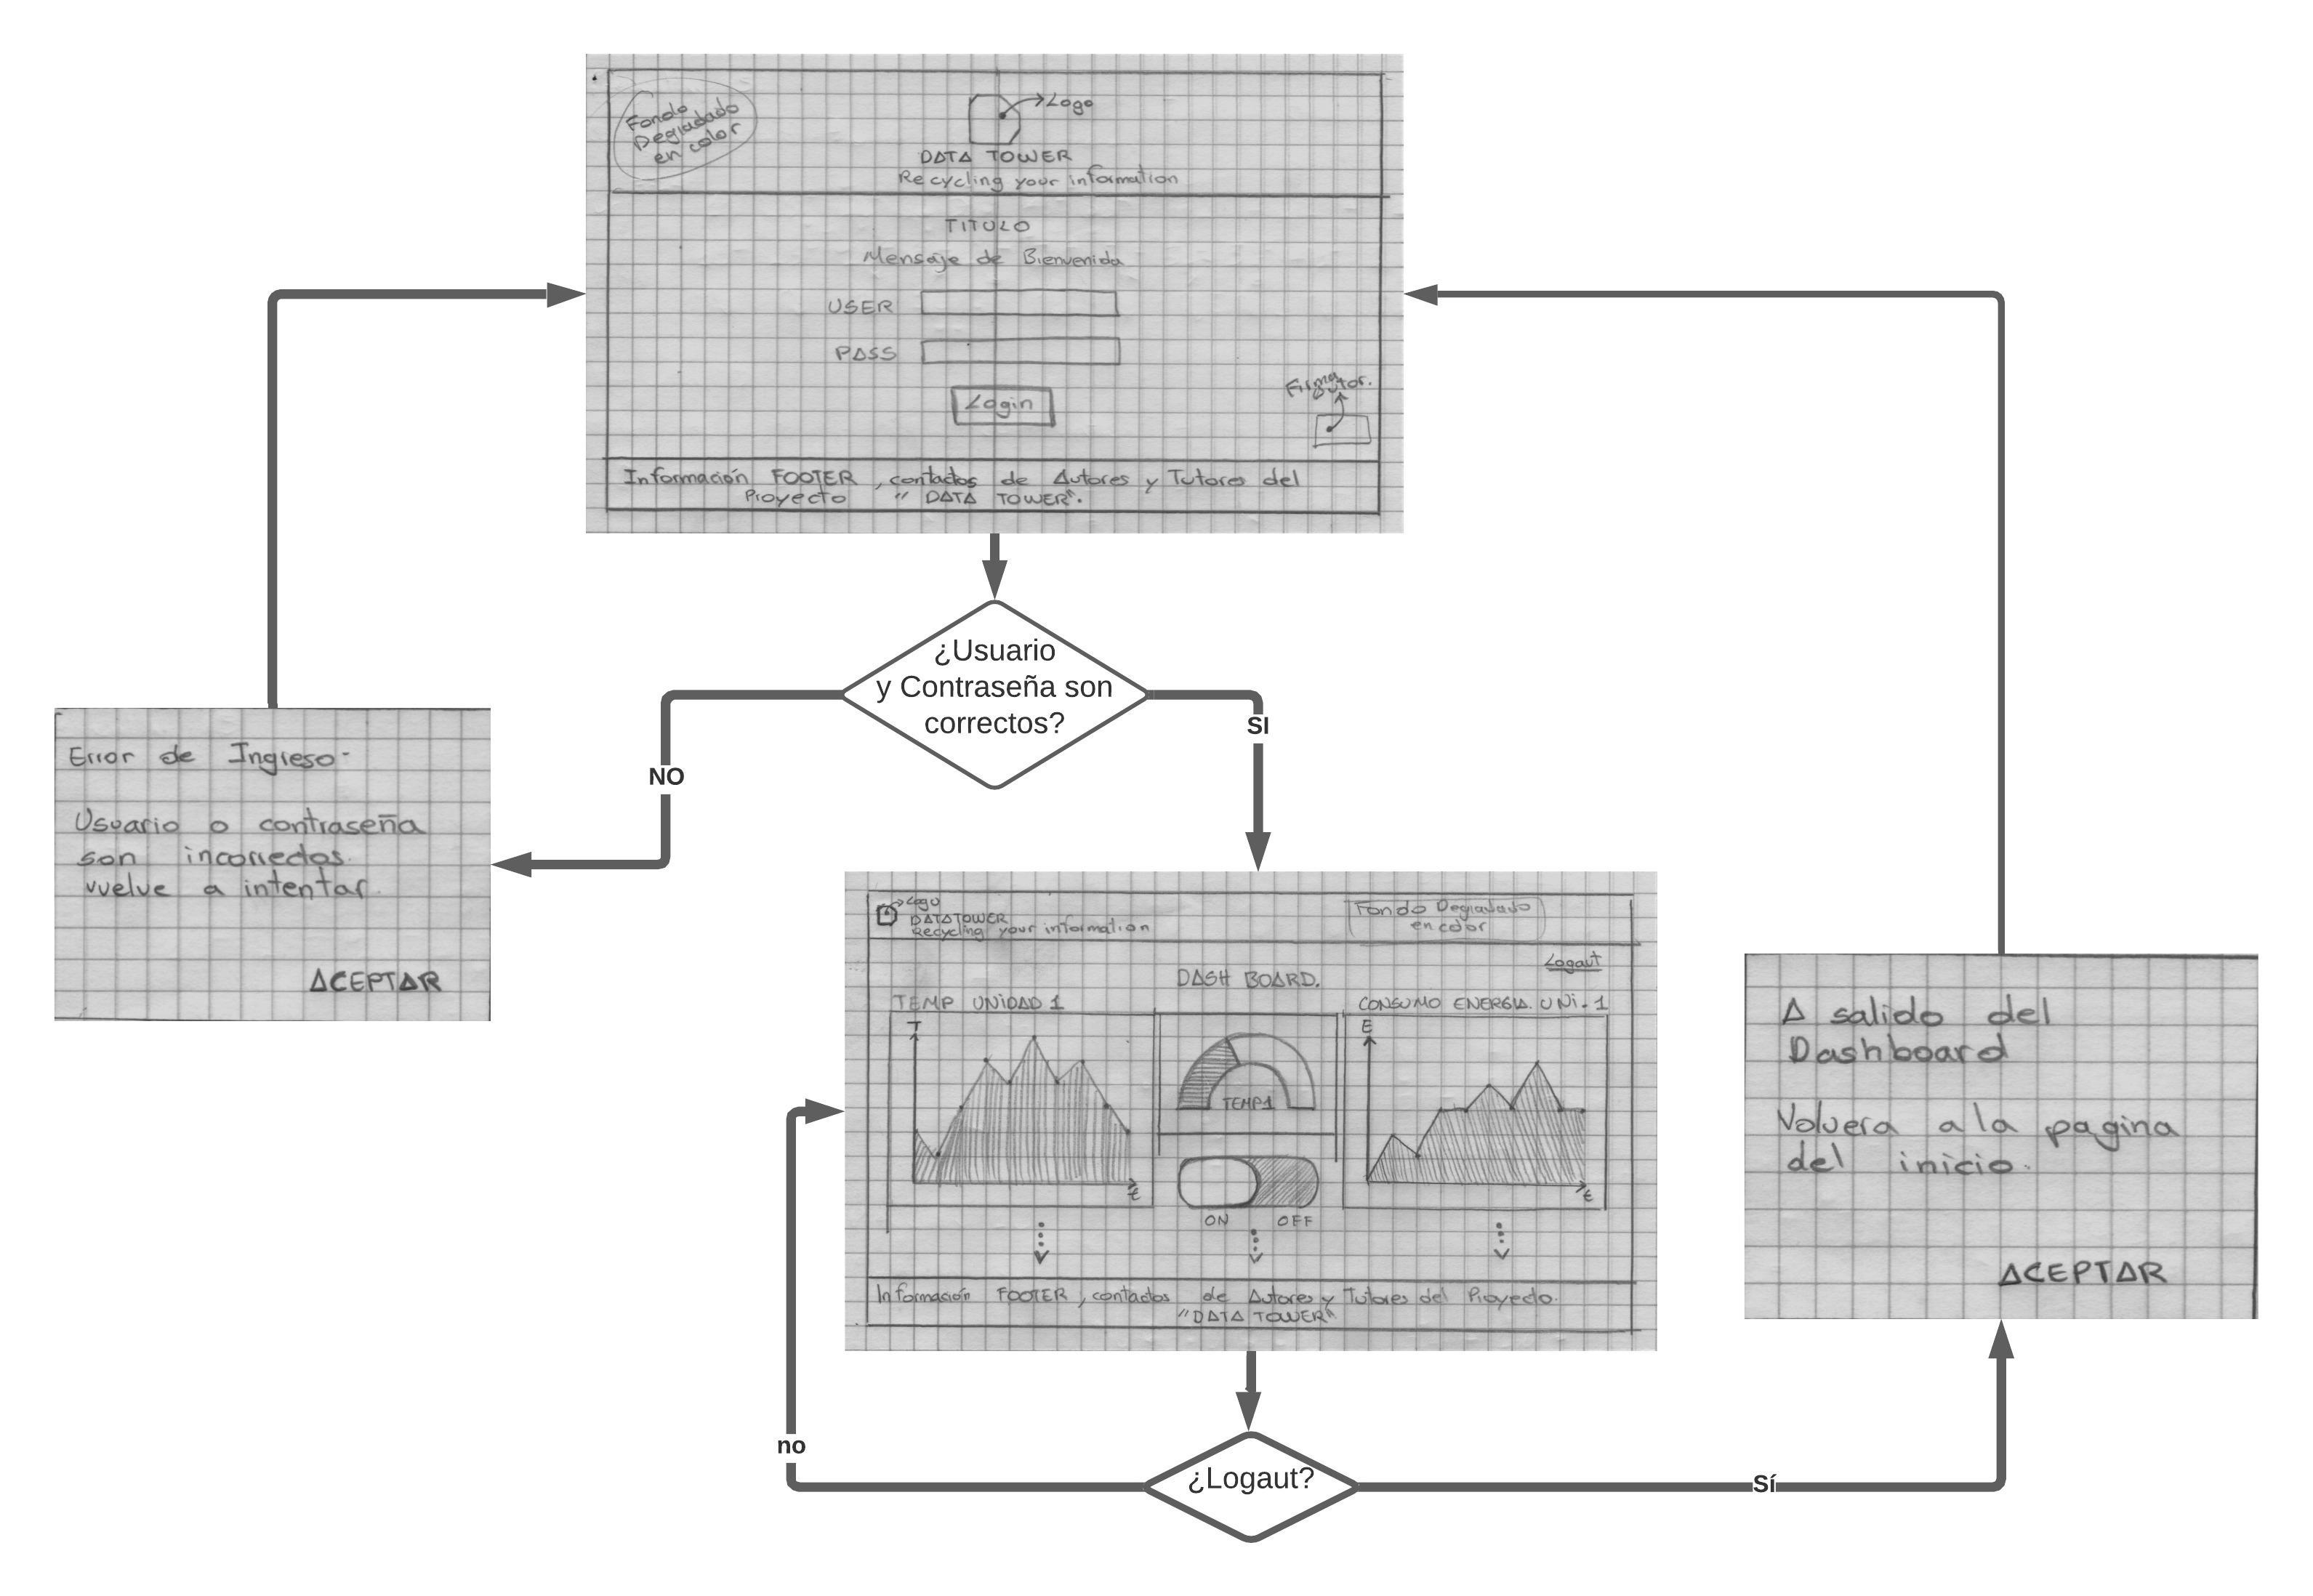 Fondo
Degradado
en color
Logo
DATA TOWER
Recycling your information
TITULO
Mensaje de Bienvenida
USER
PASS
Login
Firma
Información FOOTER , contactos de Autores y Tutores del
Proyecto " DATA TOWER".
¿Usuario
y Contraseña son
correctos?
NO
SI
Error de Ingreso-
Usuario o contraseña
son incorrectos.
vuelve a intentar.
ACEPTAR
Logo
DATATOWER
Recycling your information
Fondo Degradado
en color
Logaut
DASH BOARD.
TEMP UNIDAD 1
CONSUMO ENERGIA. UNI-1
T
E
TEMP1
t
t
ON OFF
Información FOOTER , contactos de Autores y Tutores del Proyecto.
"DATA TOWER"
A salido del
Dashboard
Volvera a la pagina
del inicio.
ACEPTAR
no
¿Logaut?
Sí